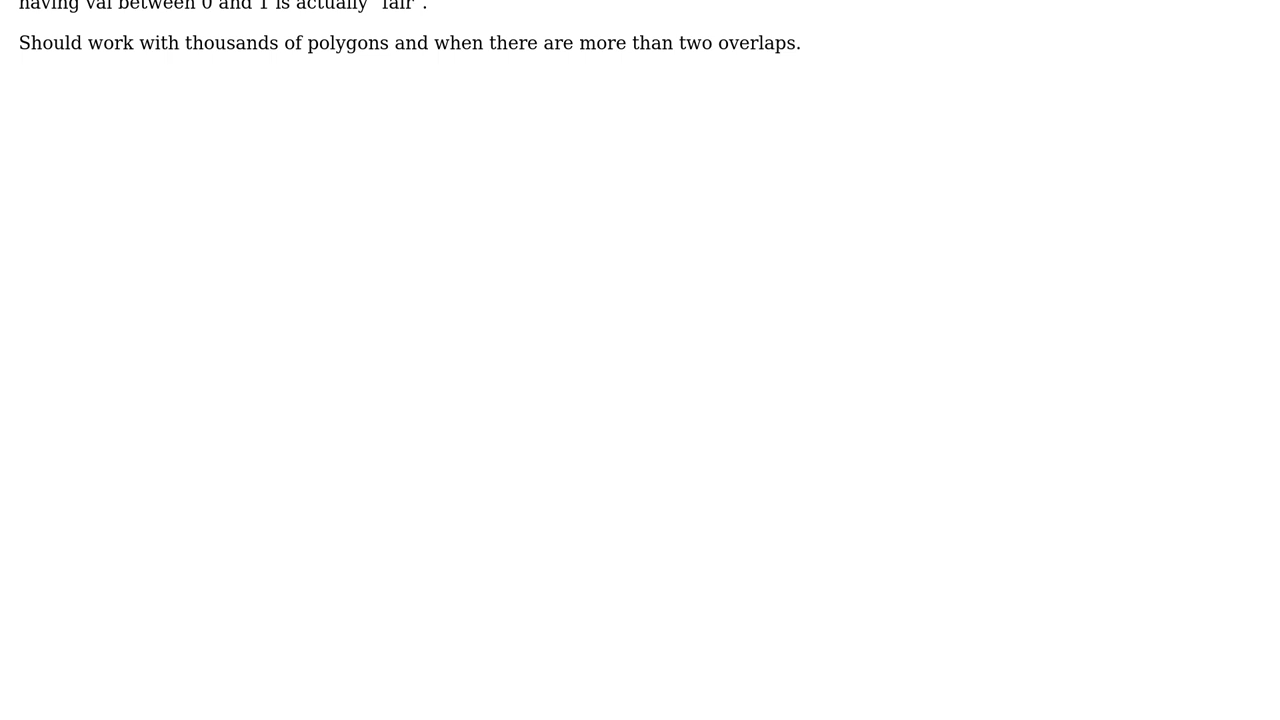 having val between 0 and 1 is actually "fair".
Should work with thousands of polygons and when there are more than two overlaps.